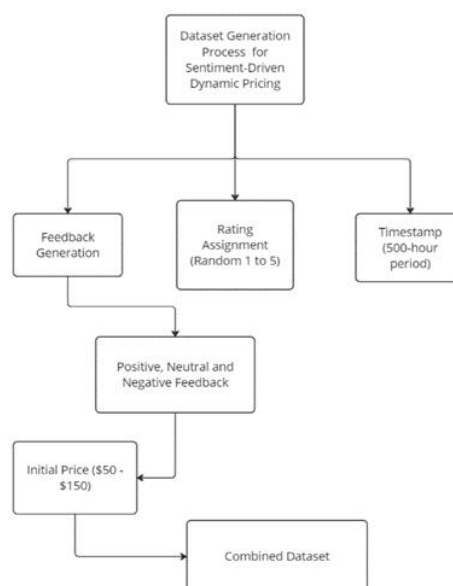 Dataset Generation
Process for
Sentiment-Driven
Dynamic Pricing
Feedback
Generation
Rating
Assignment
(Random 1 to 5)
Timestamp
(500-hour
period)
Positive, Neutral and
Negative Feedback
Initial Price ($50 -
$150)
Combined Dataset